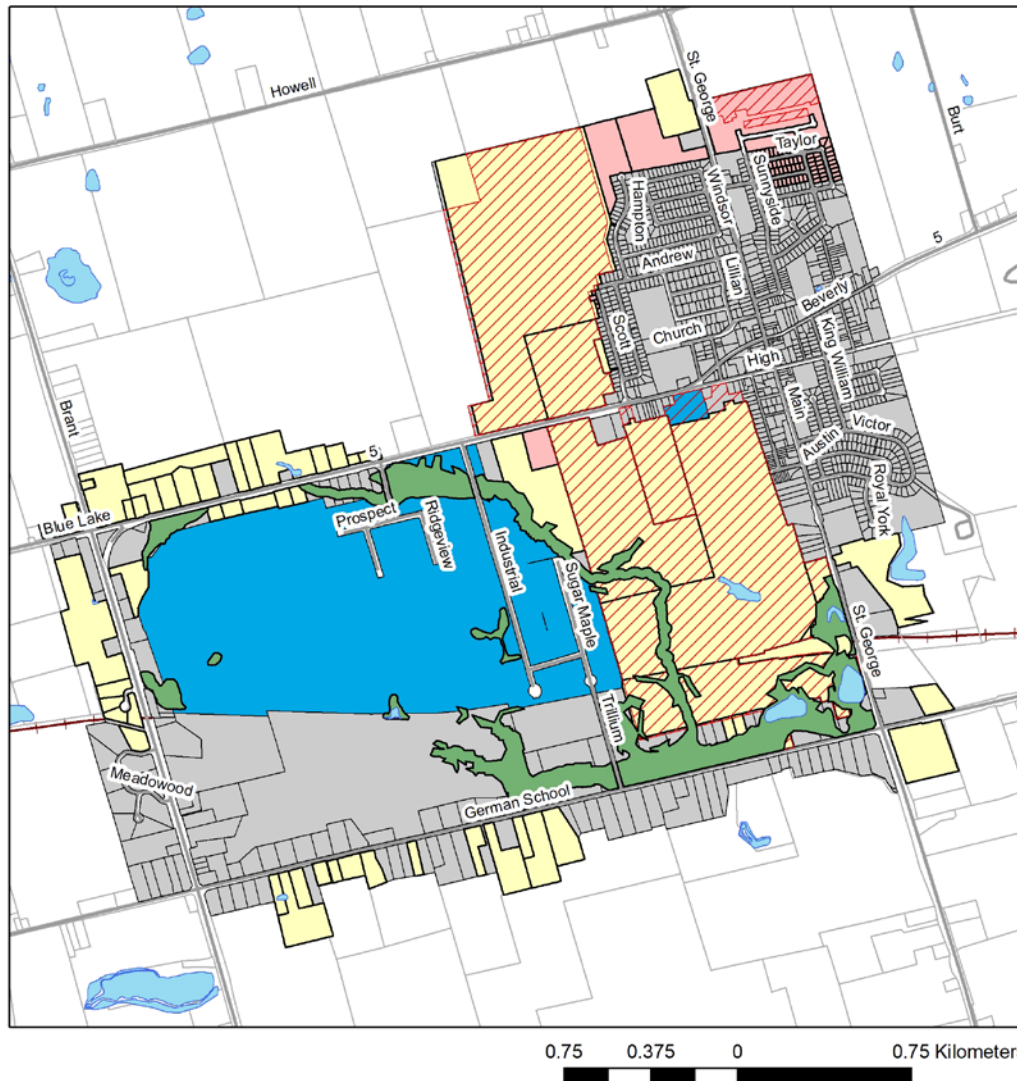 St. George
Howell
Burt
Taylor
Hampton
Windsor
Sunnyside
5
Andrew
Lillian
Beverly
Scott
Church
King William
High
Brant
Main
Victor
Austin
5
Royal York
Blue Lake
Prospect
Ridgeview
Industrial
Sugar Maple
St. George
Trillium
Meadowood
German School
0.75 0.375 0 0.75 Kilometers